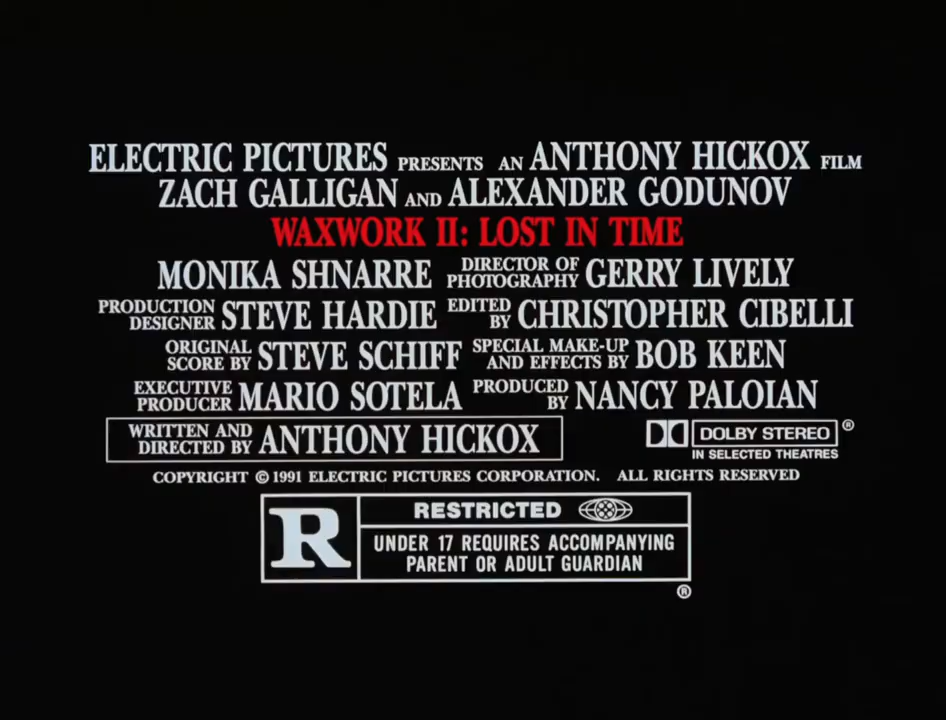 ELECTRIC PICTURES PRESENTS AN ANTHONY HICKOX FILM
ZACH GALLIGAN AND ALEXANDER GODUNOV
WAXWORK II: LOST IN TIME
MONIKA SHNARRE DIRECTOR OF PHOTOGRAPHY GERRY LIVELY
PRODUCTION DESIGNER STEVE HARDIE EDITED BY CHRISTOPHER CIBELLI
ORIGINAL SCORE BY STEVE SCHIFF SPECIAL MAKE-UP AND EFFECTS BY BOB KEEN
EXECUTIVE PRODUCER MARIO SOTELA PRODUCED BY NANCY PALOIAN
WRITTEN AND DIRECTED BY ANTHONY HICKOX DOLBY STEREO ®
IN SELECTED THEATRES
COPYRIGHT © 1991 ELECTRIC PICTURES CORPORATION. ALL RIGHTS RESERVED
R RESTRICTED
UNDER 17 REQUIRES ACCOMPANYING
PARENT OR ADULT GUARDIAN
®